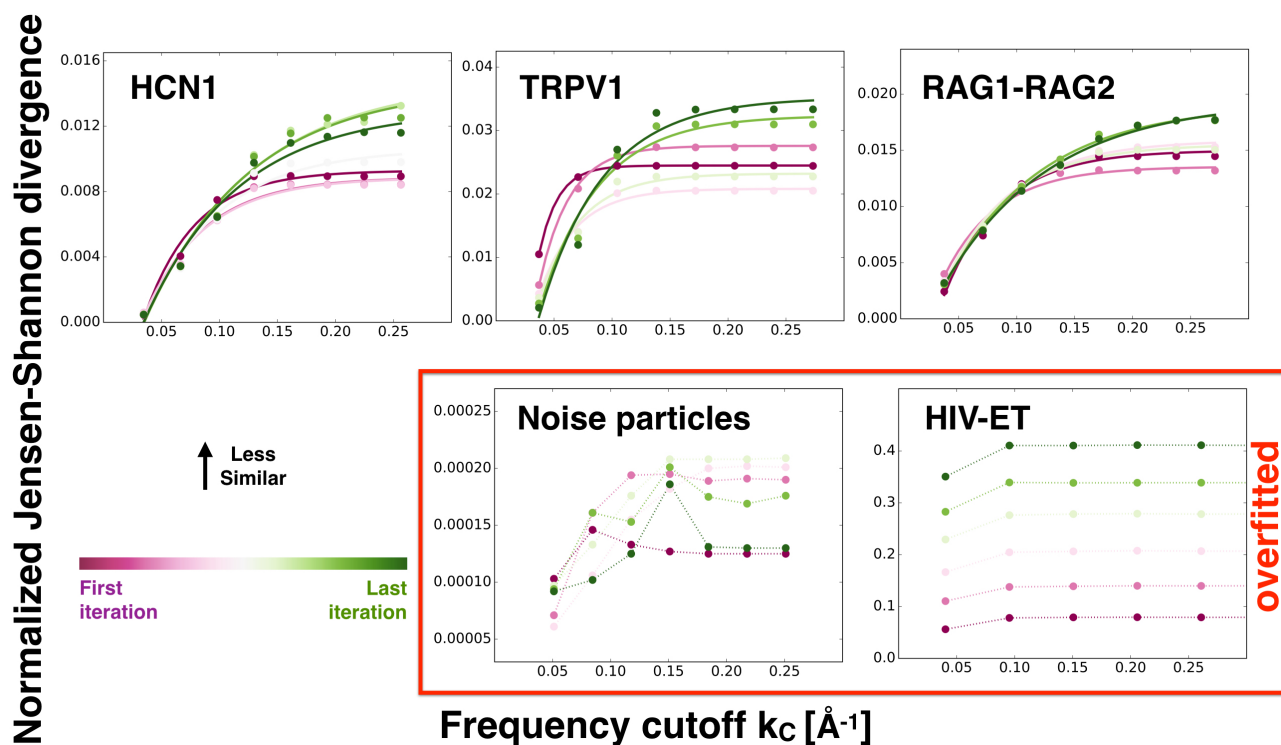 Normalized Jensen-Shannon divergence
HCN1
0.016
0.012
0.008
0.004
0.000
0.05 0.10 0.15 0.20 0.25
TRPV1
0.04
0.03
0.02
0.01
0.00
0.05 0.10 0.15 0.20 0.25
RAG1-RAG2
0.020
0.015
0.010
0.005
0.000
0.05 0.10 0.15 0.20 0.25
Less
Similar
First
iteration
Last
iteration
Noise particles
0.00025
0.00020
0.00015
0.00010
0.00005
0.05 0.10 0.15 0.20 0.25
HIV-ET
0.4
0.3
0.2
0.1
0.0
0.05 0.10 0.15 0.20 0.25
overfitted
Frequency cutoff kC [Å-1]